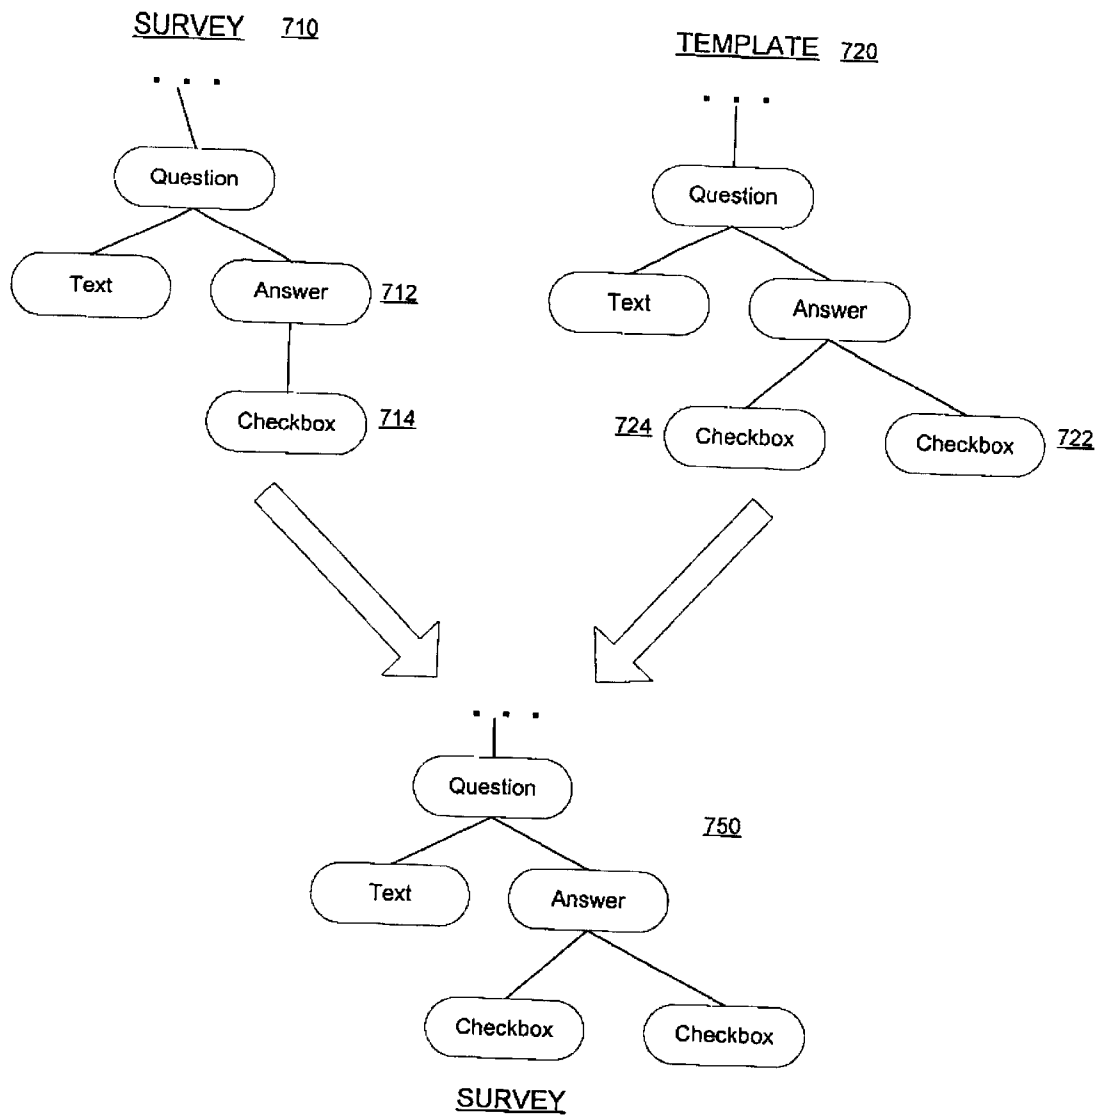 SURVEY 710
. . .
Question
Text
Answer 712
Checkbox 714
TEMPLATE 720
. . .
Question
Text
Answer
724 Checkbox
Checkbox 722
. . .
Question
750
Text
Answer
Checkbox
Checkbox
SURVEY